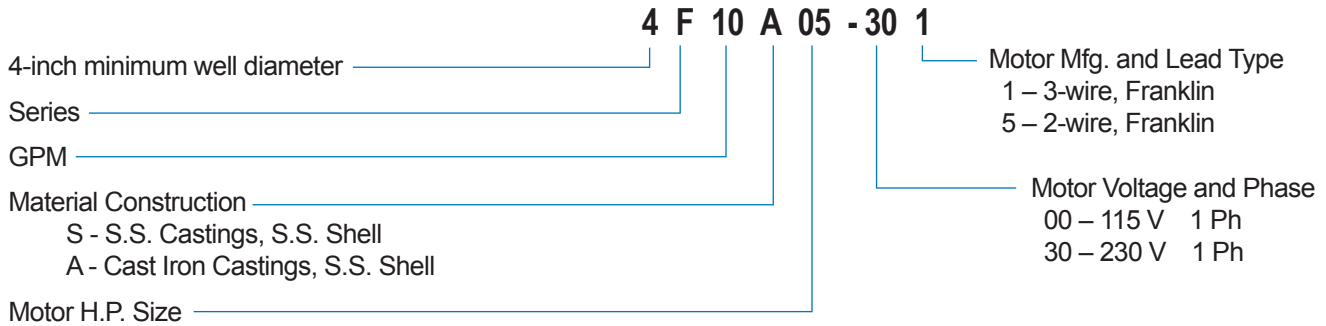 4 F 10 A 05 - 30 1
4-inch minimum well diameter
Series
GPM
Material Construction
S - S.S. Castings, S.S. Shell
A - Cast Iron Castings, S.S. Shell
Motor H.P. Size
Motor Mfg. and Lead Type
1 – 3-wire, Franklin
5 – 2-wire, Franklin
Motor Voltage and Phase
00 – 115 V 1 Ph
30 – 230 V 1 Ph